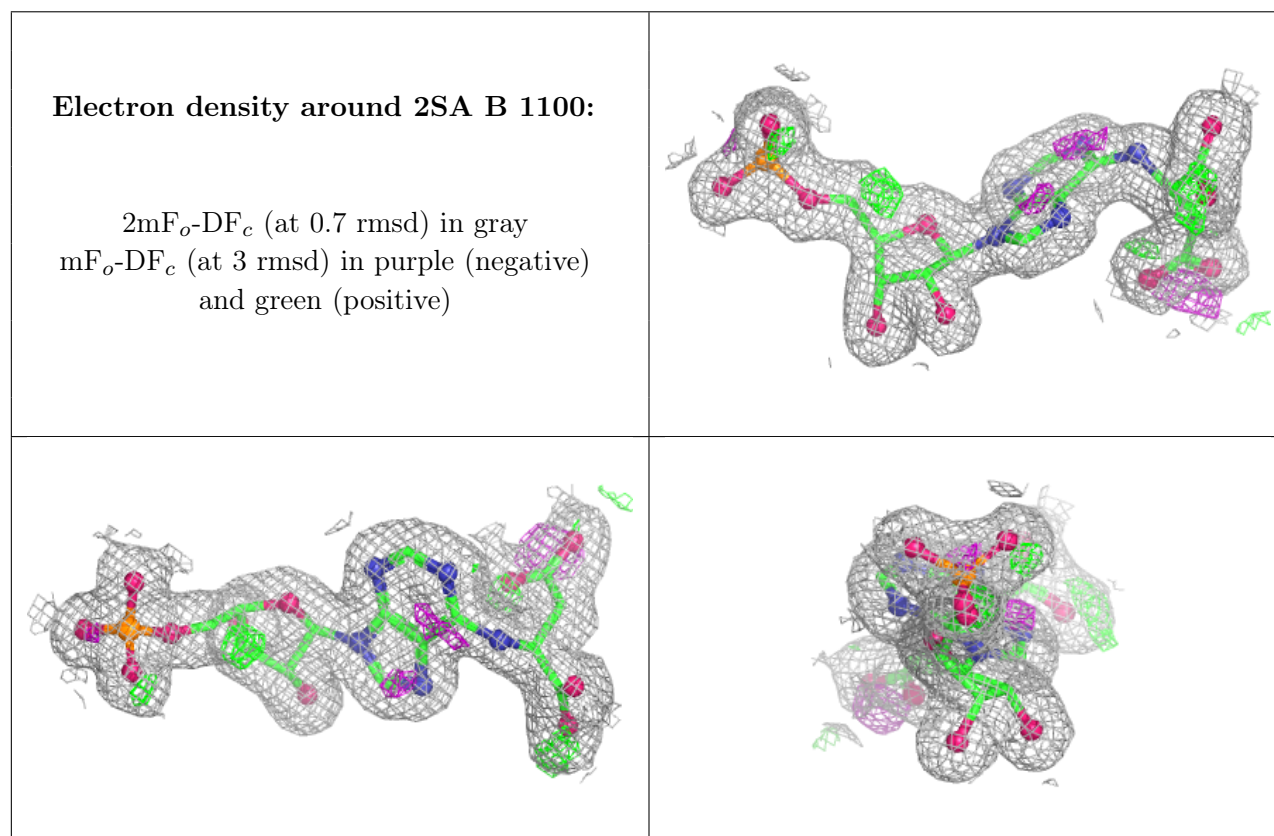 Electron density around 2SA B 1100:
2mFo-DFc (at 0.7 rmsd) in gray
mFo-DFc (at 3 rmsd) in purple (negative)
and green (positive)